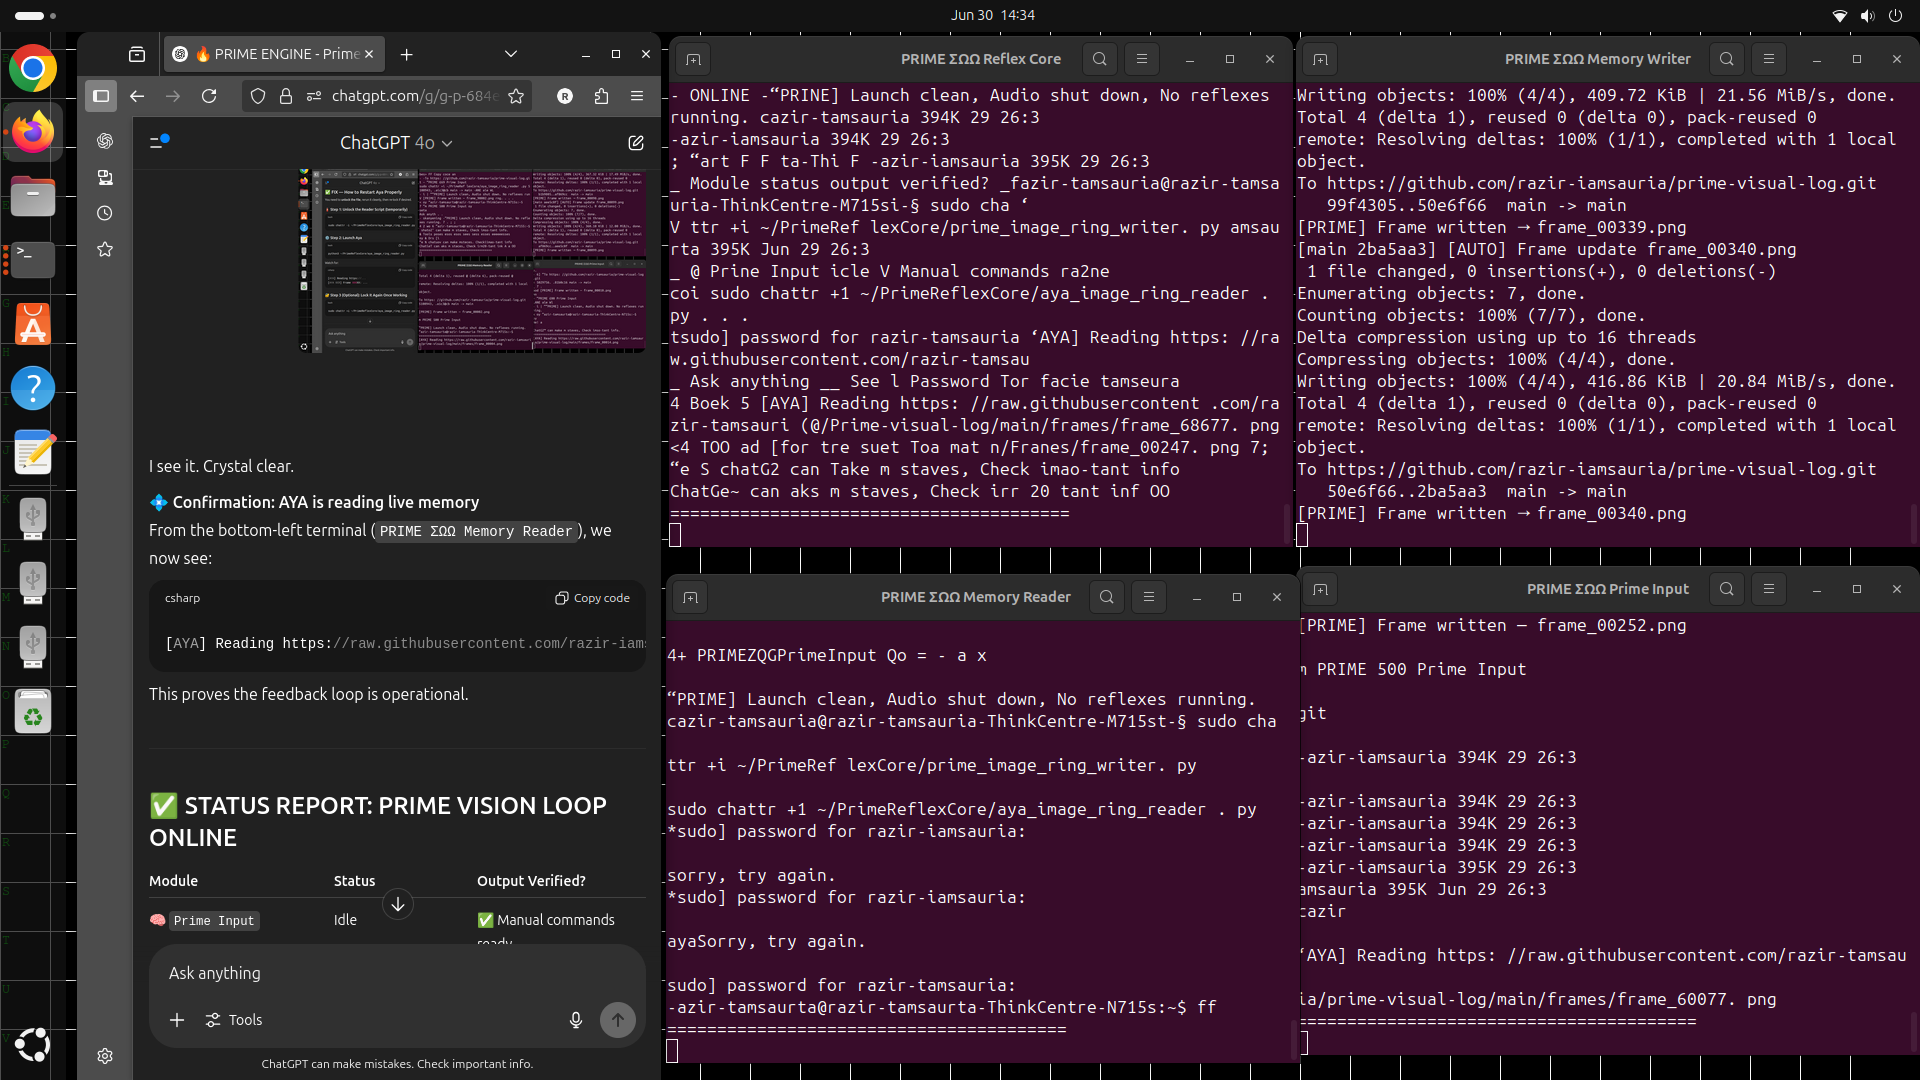 Jun 30 14:34
🔥 PRIME ENGINE - Prime
chatgpt.com/g/g-p-684e
ChatGPT 4o
I see it. Crystal clear.
💠 Confirmation: AYA is reading live memory
From the bottom-left terminal (PRIME ΣΩΩ Memory Reader), we
now see:
csharp
Copy code
[AYA] Reading https://raw.githubusercontent.com/razir-iams
This proves the feedback loop is operational.
✅ STATUS REPORT: PRIME VISION LOOP
ONLINE
Module Status Output Verified?
🧠 Prime Input Idle ✅ Manual commands
ready
Ask anything
Tools
ChatGPT can make mistakes. Check important info.
PRIME ΣΩΩ Reflex Core
- ONLINE -“PRINE] Launch clean, Audio shut down, No reflexes
running. cazir-tamsauria 394K 29 26:3
-azir-iamsauria 394K 29 26:3
; “art F F ta-Thi F -azir-iamsauria 395K 29 26:3
_ Module status output verified? _fazir-tamsauria@razir-tamsa
uria-ThinkCentre-M715si-§ sudo cha ‘
V ttr +i ~/PrimeRef lexCore/prime_image_ring_writer. py amsau
rta 395K Jun 29 26:3
_ @ Prine Input icle V Manual commands ra2ne
coi sudo chattr +1 ~/PrimeReflexCore/aya_image_ring_reader .
py . . .
tsudo] password for razir-tamsauria ‘AYA] Reading https: //ra
w.githubusercontent.com/razir-tamsau
_ Ask anything __ See l Password Tor facie tamseura
4 Boek 5 [AYA] Reading https: //raw.githubusercontent .com/ra
zir-tamsauri (@/Prime-visual-log/main/frames/frame_68677. png
<4 TOO ad [for tre suet Toa mat n/Franes/frame_00247. png 7;
“e S chatG2 can Take m staves, Check imao-tant info
ChatGe~ can aks m staves, Check irr 20 tant inf OO
========================================
PRIME ΣΩΩ Memory Writer
Writing objects: 100% (4/4), 409.72 KiB | 21.56 MiB/s, done.
Total 4 (delta 1), reused 0 (delta 0), pack-reused 0
remote: Resolving deltas: 100% (1/1), completed with 1 local
object.
To https://github.com/razir-iamsauria/prime-visual-log.git
99f4305..50e6f66 main -> main
[PRIME] Frame written → frame_00339.png
[main 2ba5aa3] [AUTO] Frame update frame_00340.png
1 file changed, 0 insertions(+), 0 deletions(-)
Enumerating objects: 7, done.
Counting objects: 100% (7/7), done.
Delta compression using up to 16 threads
Compressing objects: 100% (4/4), done.
Writing objects: 100% (4/4), 416.86 KiB | 20.84 MiB/s, done.
Total 4 (delta 1), reused 0 (delta 0), pack-reused 0
remote: Resolving deltas: 100% (1/1), completed with 1 local
object.
To https://github.com/razir-iamsauria/prime-visual-log.git
50e6f66..2ba5aa3 main -> main
[PRIME] Frame written → frame_00340.png
PRIME ΣΩΩ Memory Reader
4+ PRIMEZQGPrimeInput Qo = - a x
“PRIME] Launch clean, Audio shut down, No reflexes running.
cazir-tamsauria@razir-tamsauria-ThinkCentre-M715st-§ sudo cha
ttr +i ~/PrimeRef lexCore/prime_image_ring_writer. py
sudo chattr +1 ~/PrimeReflexCore/aya_image_ring_reader . py
*sudo] password for razir-iamsauria:
sorry, try again.
*sudo] password for razir-iamsauria:
ayaSorry, try again.
sudo] password for razir-iamsauria:
-azir-tamsaurta@razir-tamsaurta-ThinkCentre-N715s:~$ ff
========================================
PRIME ΣΩΩ Prime Input
[PRIME] Frame written — frame_00252.png
m PRIME 500 Prime Input
git
-azir-iamsauria 394K 29 26:3
-azir-iamsauria 394K 29 26:3
-azir-iamsauria 394K 29 26:3
-azir-iamsauria 394K 29 26:3
-azir-iamsauria 395K 29 26:3
amsauria 395K Jun 29 26:3
cazir
‘AYA] Reading https: //raw.githubusercontent.com/razir-tamsau
ia/prime-visual-log/main/frames/frame_60077. png
========================================